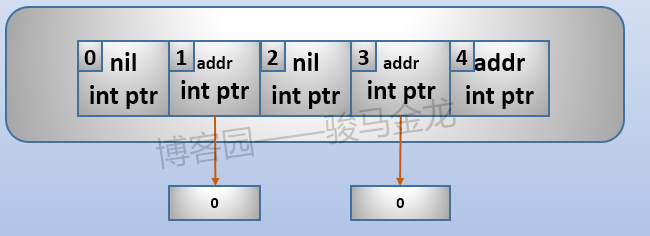 0 nil 1 addr 2 nil 3 addr 4 addr
int ptr int ptr int ptr int ptr int ptr
博客园——骏马金龙
0 0